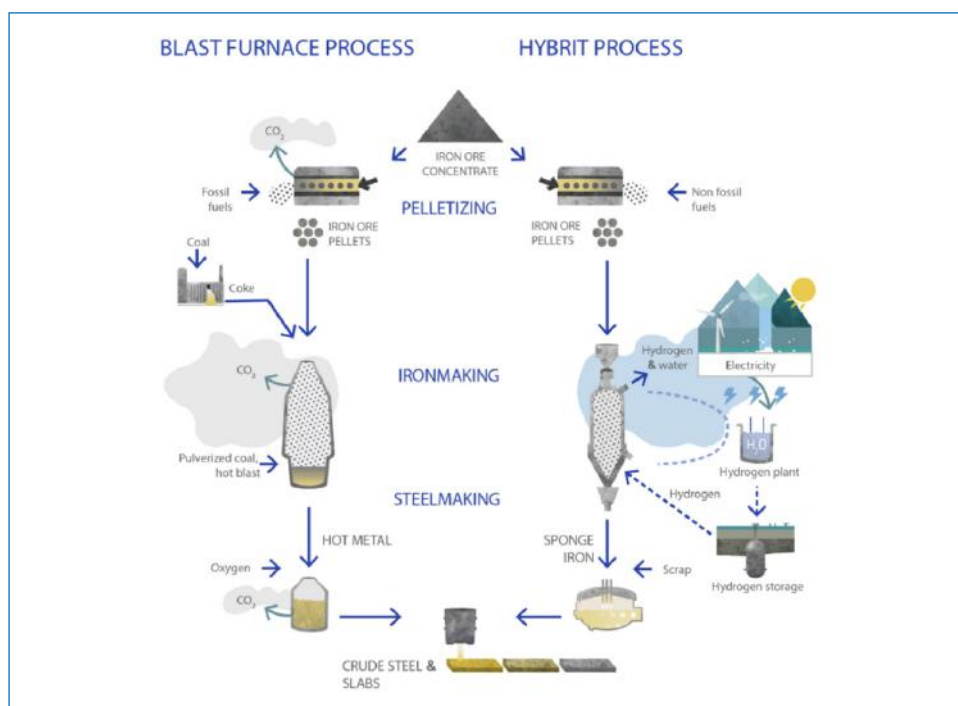 BLAST FURNACE PROCESS
HYBRIT PROCESS
CO2
IRON ORE
CONCENTRATE
Fossil
fuels
Non fossil
fuels
PELLETIZING
IRON ORE
PELLETS
IRON ORE
PELLETS
Coal
Coke
CO2
IRONMAKING
Hydrogen
& water
Electricity
H2O
Pulverized coal,
hot blast
Hydrogen plant
STEELMAKING
Hydrogen
HOT METAL
SPONGE
IRON
Oxygen
Scrap
Hydrogen storage
CO2
CRUDE STEEL &
SLABS